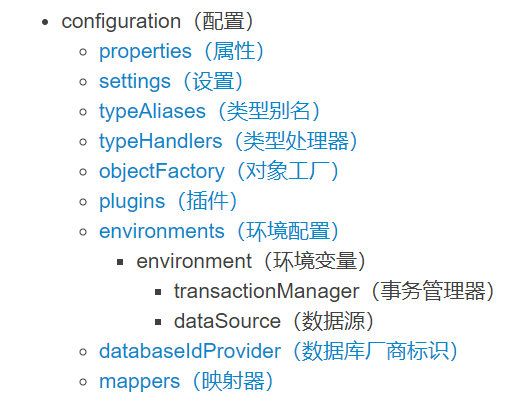 configuration（配置）
properties（属性）
settings（设置）
typeAliases（类型别名）
typeHandlers（类型处理器）
objectFactory（对象工厂）
plugins（插件）
environments（环境配置）
environment（环境变量）
transactionManager（事务管理器）
dataSource（数据源）
databaseIdProvider（数据库厂商标识）
mappers（映射器）